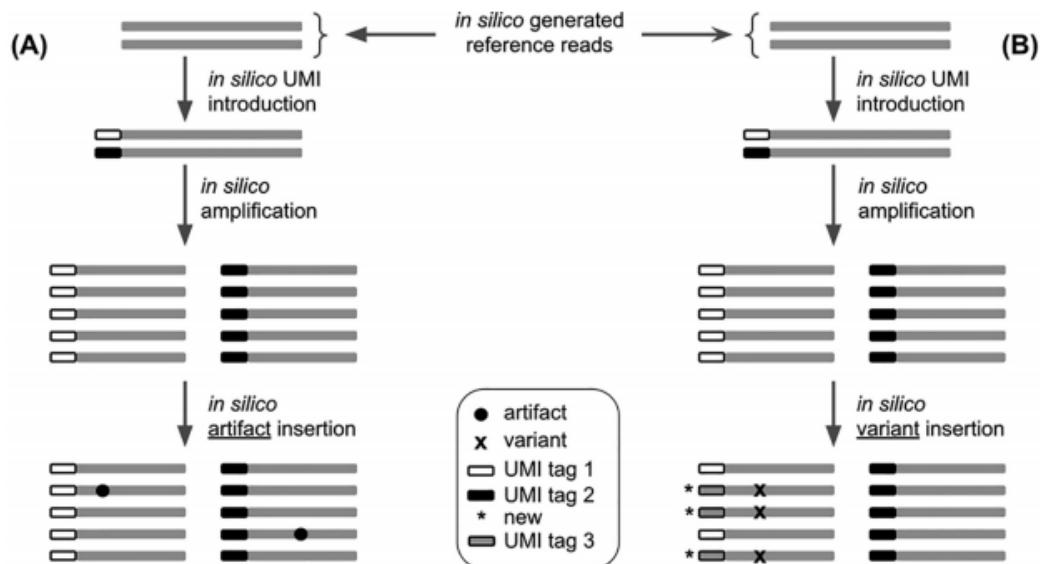 (A)
in silico generated
reference reads
(B)
in silico UMI
introduction
in silico UMI
introduction
in silico
amplification
in silico
amplification
in silico
artifact insertion
in silico
variant insertion
artifact
x variant
UMI tag 1
UMI tag 2
* new
UMI tag 3
* x
* x
* x